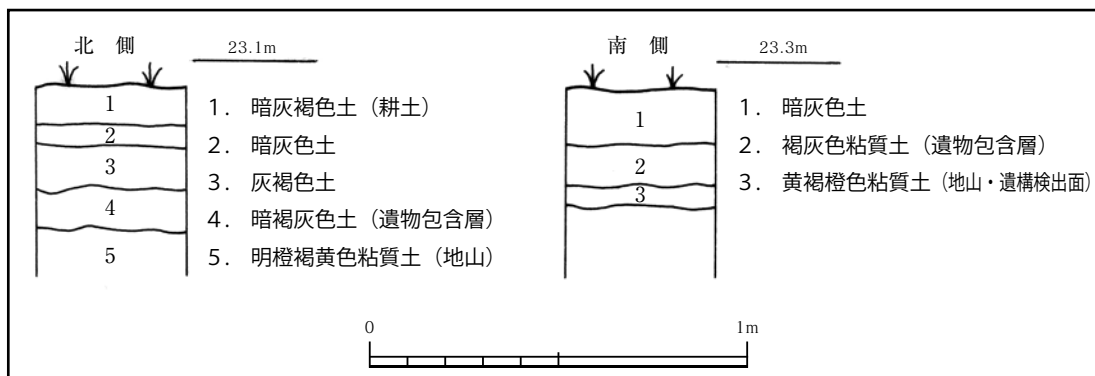 北側
23.1m
1
2
3
4
5
1. 暗灰褐色土（耕土）
2. 暗灰色土
3. 灰褐色土
4. 暗褐灰色土（遺物包含層）
5. 明橙褐黄色粘質土（地山）
南側
23.3m
1
2
3
1. 暗灰色土
2. 褐灰色粘質土（遺物包含層）
3. 黄褐橙色粘質土（地山・遺構検出面）
0 1m